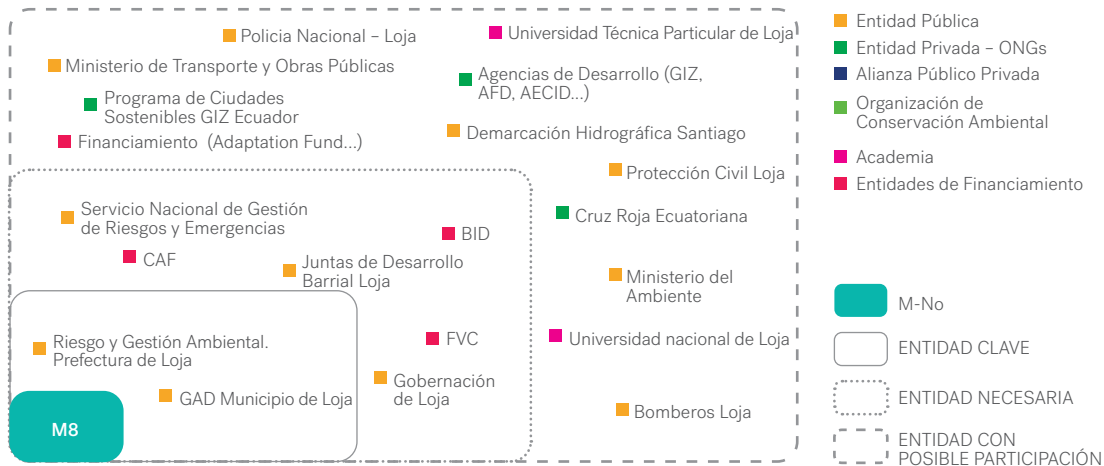 Policia Nacional – Loja
Universidad Técnica Particular de Loja
Ministerio de Transporte y Obras Públicas
Agencias de Desarrollo (GIZ,
AFD, AECID...)
Programa de Ciudades
Sostenibles GIZ Ecuador
Financiamiento (Adaptation Fund...)
Demarcación Hidrográfica Santiago
Protección Civil Loja
Servicio Nacional de Gestión
de Riesgos y Emergencias
Cruz Roja Ecuatoriana
BID
CAF
Juntas de Desarrollo
Barrial Loja
Ministerio del
Ambiente
Riesgo y Gestión Ambiental.
Prefectura de Loja
FVC
Universidad nacional de Loja
Gobernación
de Loja
GAD Municipio de Loja
Bomberos Loja
M8
Entidad Pública
Entidad Privada – ONGs
Alianza Público Privada
Organización de
Conservación Ambiental
Academia
Entidades de Financiamiento
M-No
ENTIDAD CLAVE
ENTIDAD NECESARIA
ENTIDAD CON
POSIBLE PARTICIPACIÓN